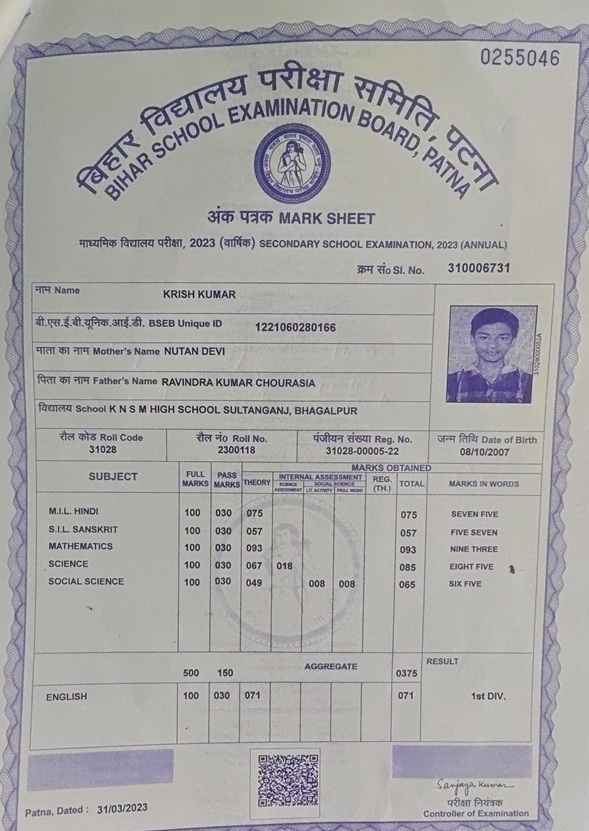 0255046
बिहार विद्यालय परीक्षा समिति, पटना
BIHAR SCHOOL EXAMINATION BOARD, PATNA
अंक पत्रक MARK SHEET
माध्यमिक विद्यालय परीक्षा, 2023 (वार्षिक) SECONDARY SCHOOL EXAMINATION, 2023 (ANNUAL)
क्रम सं० Sl. No. 310006731
नाम Name KRISH KUMAR
बी.एस.ई.बी.यूनिक.आई.डी. BSEB Unique ID 1221060280166
माता का नाम Mother's Name NUTAN DEVI
पिता का नाम Father's Name RAVINDRA KUMAR CHOURASIA
विद्यालय School K N S M HIGH SCHOOL SULTANGANJ, BHAGALPUR
रौल कोड Roll Code रौल नं० Roll No. पंजीयन संख्या Reg. No. जन्म तिथि Date of Birth
31028 2300118 31028-00005-22 08/10/2007
SUBJECT FULL MARKS PASS MARKS MARKS OBTAINED
THEORY INTERNAL ASSESSMENT REG. (TH.) TOTAL MARKS IN WORDS
SCIENCE ASSESSMENT SOCIAL SCIENCE
LIT. ACTIVITY PROJ. WORK
M.I.L. HINDI 100 030 075 075 SEVEN FIVE
S.I.L. SANSKRIT 100 030 057 057 FIVE SEVEN
MATHEMATICS 100 030 093 093 NINE THREE
SCIENCE 100 030 067 018 085 EIGHT FIVE
SOCIAL SCIENCE 100 030 049 008 008 065 SIX FIVE
500 150 AGGREGATE 0375 RESULT
ENGLISH 100 030 071 071 1st DIV.
Sanjaya Kumar
Patna, Dated : 31/03/2023
परीक्षा नियंत्रक
Controller of Examination